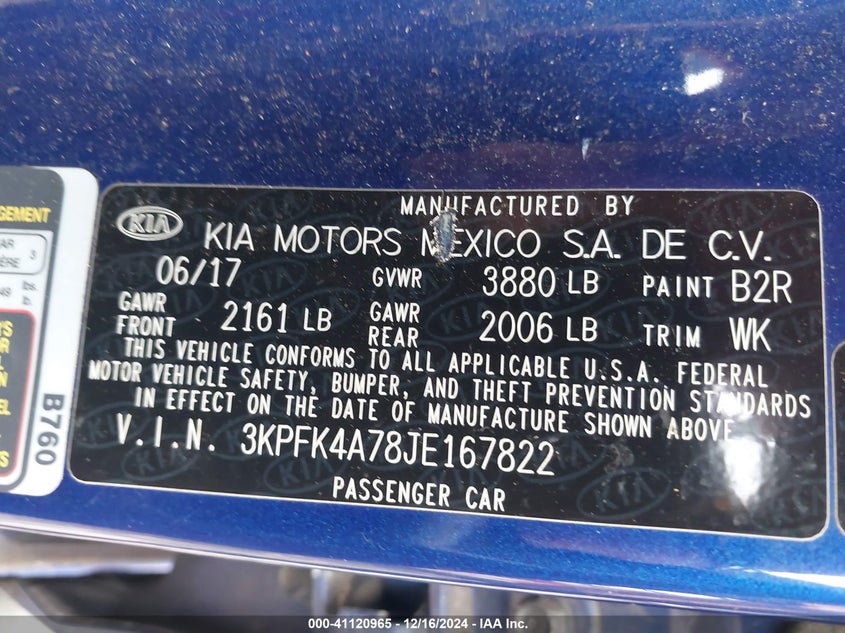 MANUFACTURED BY
KIA
KIA MOTORS MEXICO S.A. DE C.V.
06/17 GVWR 3880 LB PAINT B2R
GAWR FRONT 2161 LB GAWR REAR 2006 LB TRIM WK
THIS VEHICLE CONFORMS TO ALL APPLICABLE U.S.A. FEDERAL
MOTOR VEHICLE SAFETY, BUMPER, AND THEFT PREVENTION STANDARDS
IN EFFECT ON THE DATE OF MANUFACTURE SHOWN ABOVE
V.I.N. 3KPFK4A78JE167822
PASSENGER CAR
B760
000-41120965 - 12/16/2024 - IAA Inc.